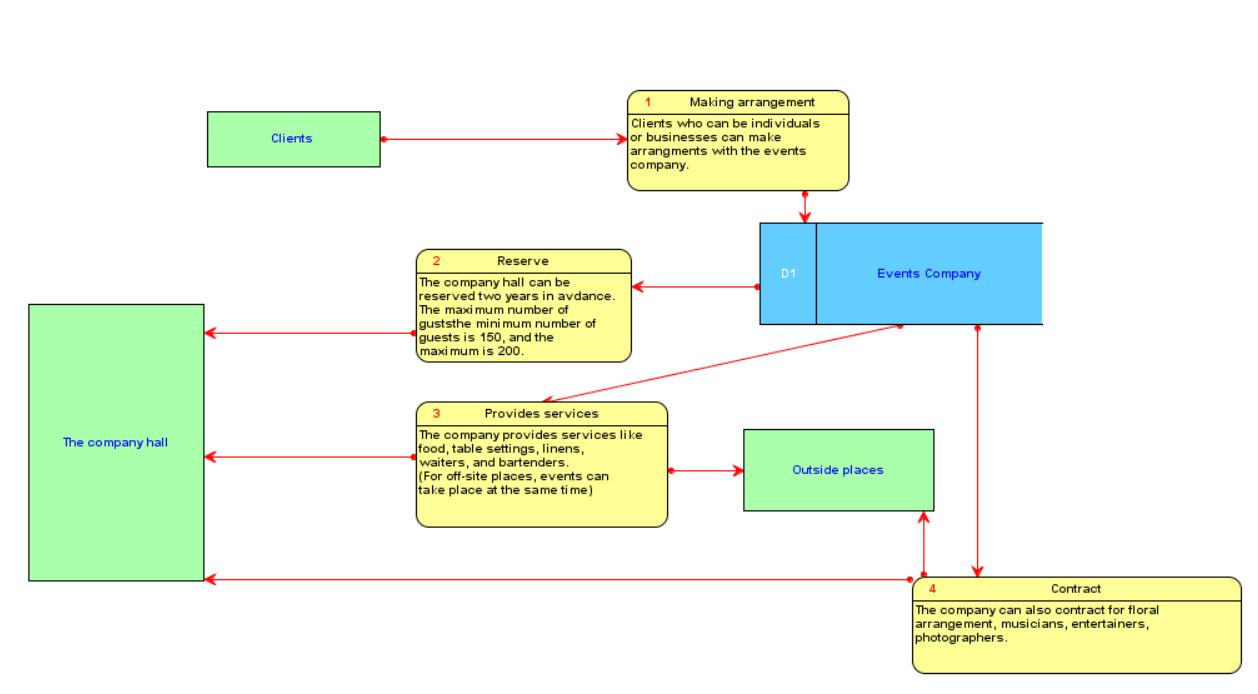 1 Making arrangement
Clients who can be individuals
or businesses can make
arrangments with the events
company.
Clients
D1 Events Company
2 Reserve
The company hall can be
reserved two years in avdance.
The maximum number of
guststhe minimum number of
guests is 150, and the
maximum is 200.
The company hall
3 Provides services
The company provides services like
food, table settings, linens,
waiters, and bartenders.
(For off-site places, events can
take place at the same time)
Outside places
4 Contract
The company can also contract for floral
arrangement, musicians, entertainers,
photographers.